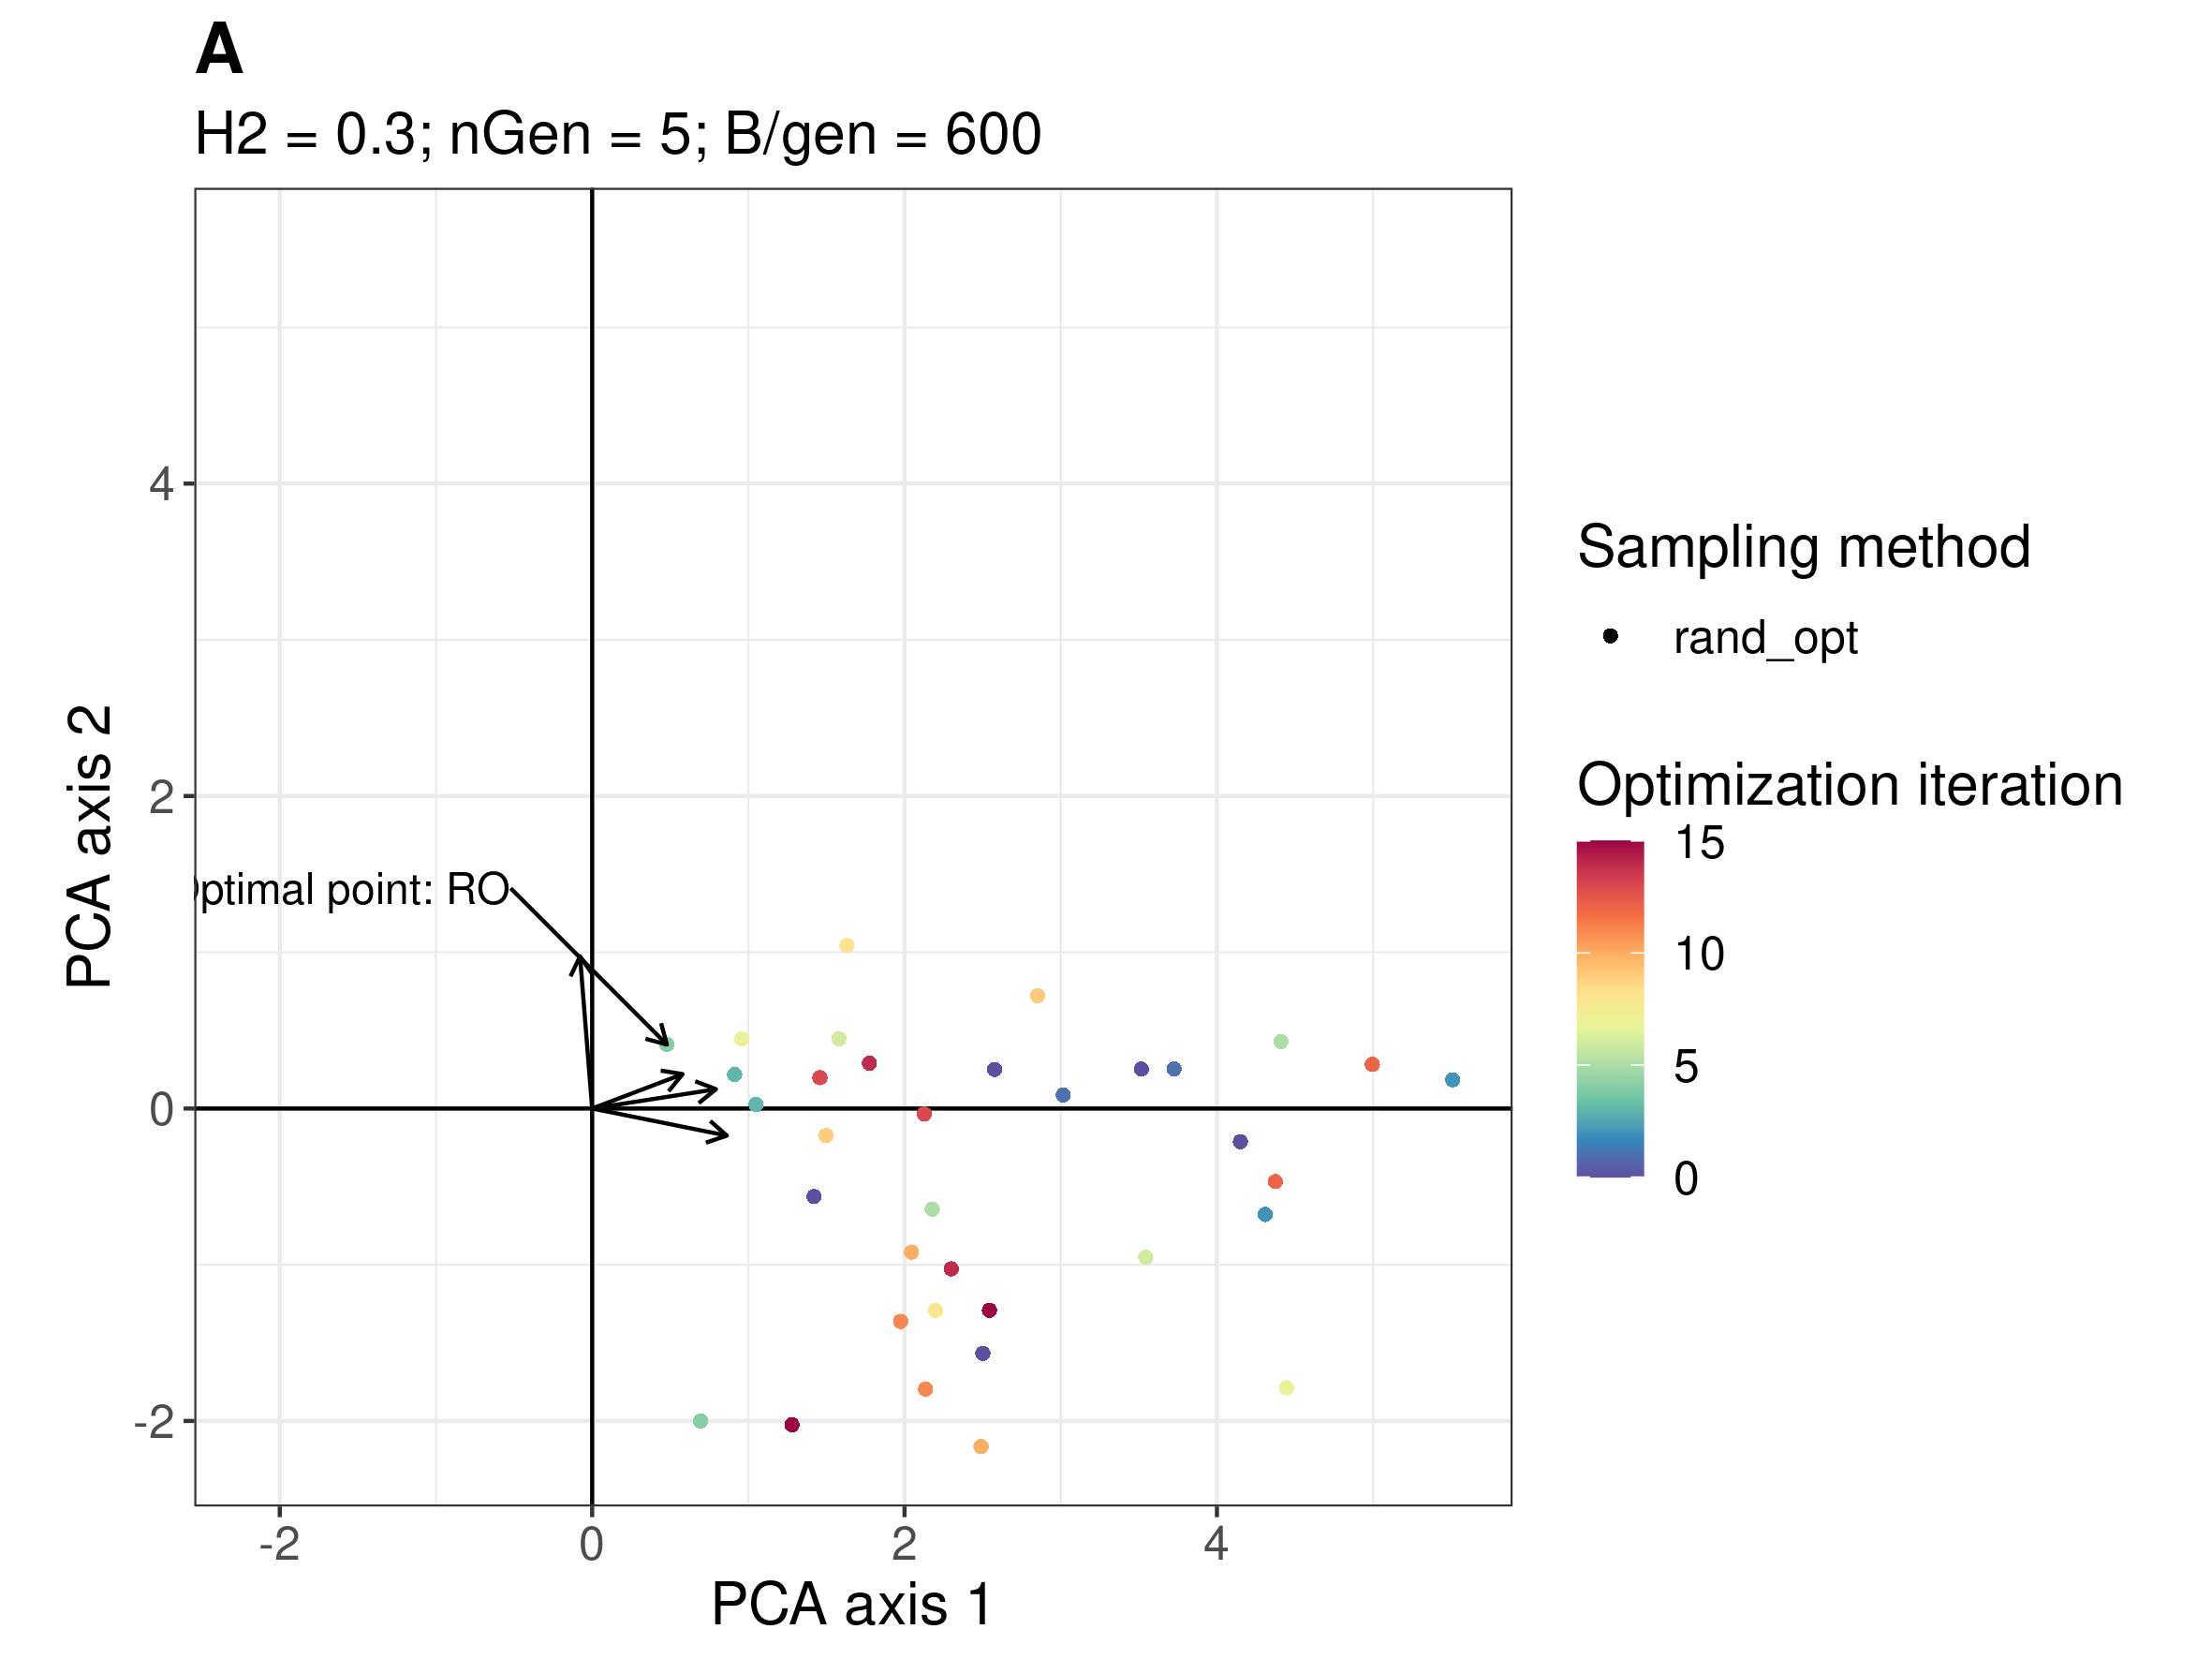 A
H2 = 0.3; nGen = 5; B/gen = 600
PCA axis 2
4
2
0
-2
ptimal point: RO
-2
0
2
4
PCA axis 1
Sampling method
rand_opt
Optimization iteration
15
10
5
0